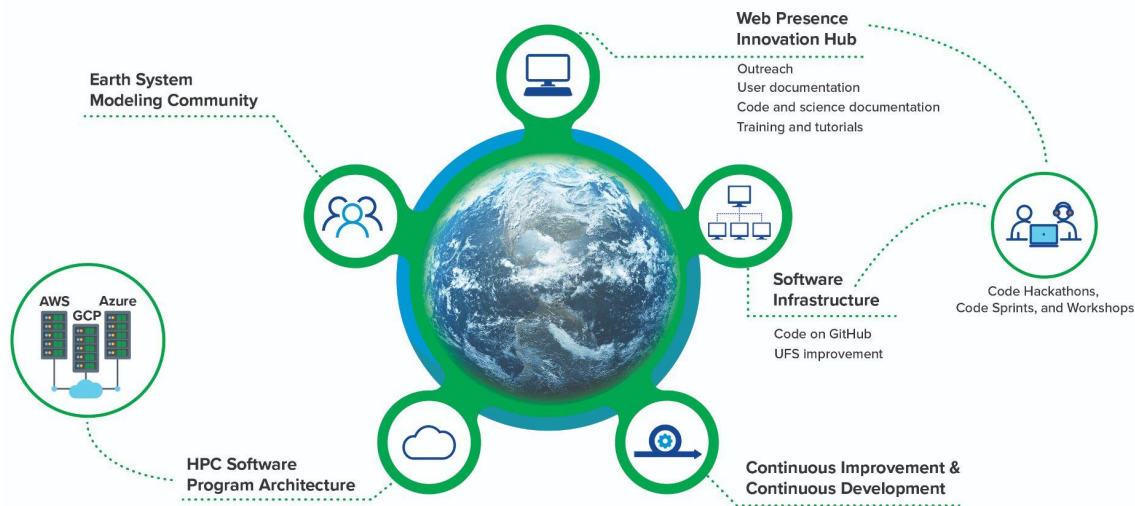 Web Presence
Innovation Hub
Outreach
User documentation
Code and science documentation
Training and tutorials
Earth System
Modeling Community
Software
Infrastructure
Code on GitHub
UFS improvement
Code Hackathons,
Code Sprints, and Workshops
AWS
GCP
Azure
HPC Software
Program Architecture
Continuous Improvement &
Continuous Development